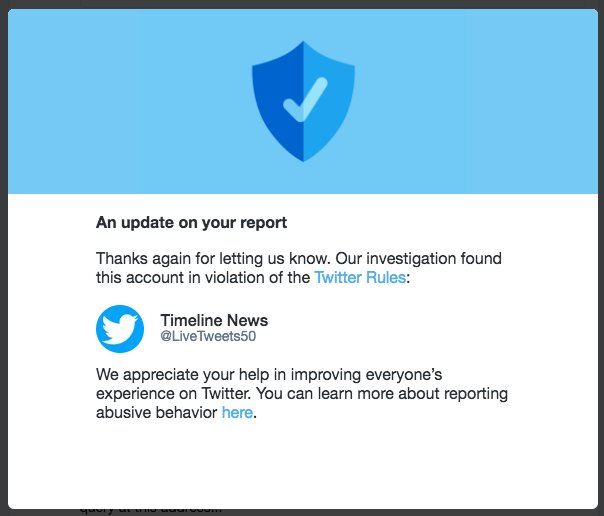 An update on your report
Thanks again for letting us know. Our investigation found
this account in violation of the Twitter Rules:
Timeline News
@LiveTweets50
We appreciate your help in improving everyone’s
experience on Twitter. You can learn more about reporting
abusive behavior here.
query at this address...